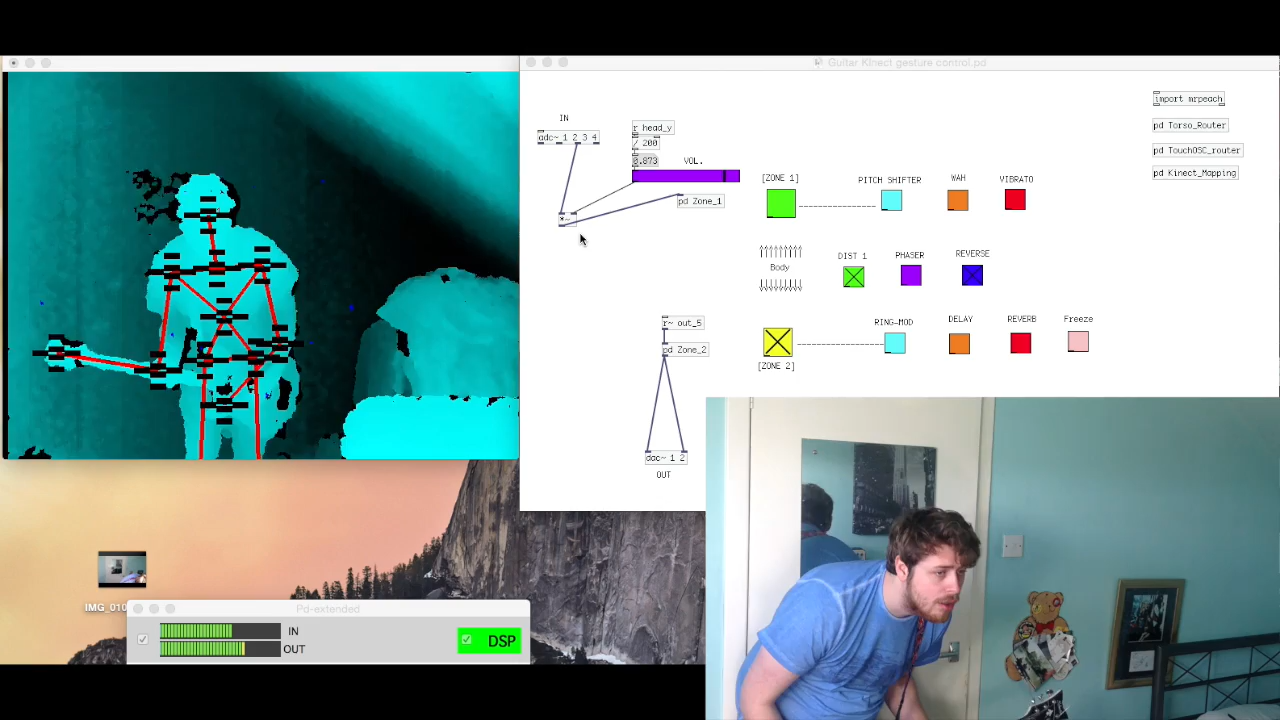 Guitar Kinect gesture control.pd
IN
adc~ 1 2 3 4
r head_y
/ 200
VOL.
pd Zone_1
*~
r~ out_5
pd Zone_2
dac~ 1 2
OUT
[ZONE 1]
PITCH SHIFTER
WAH
VIBRATO
Body
DIST 1
PHASER
REVERSE
RING-MOD
DELAY
REVERB
Freeze
[ZONE 2]
import mrpeach
pd Torso_Router
pd TouchOSC_router
pd Kinect_Mapping
IMG_010
Pd-extended
IN
OUT
DSP